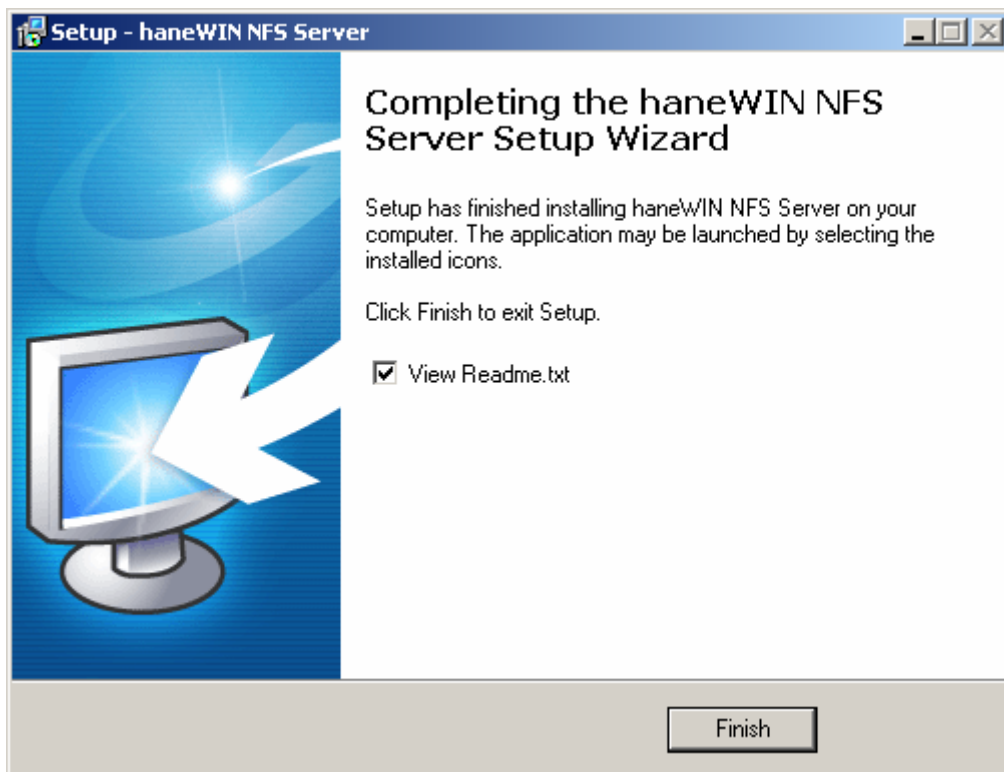 Setup - haneWIN NFS Server
Completing the haneWIN NFS
Server Setup Wizard
Setup has finished installing haneWIN NFS Server on your
computer. The application may be launched by selecting the
installed icons.
Click Finish to exit Setup.
View Readme.txt
Finish